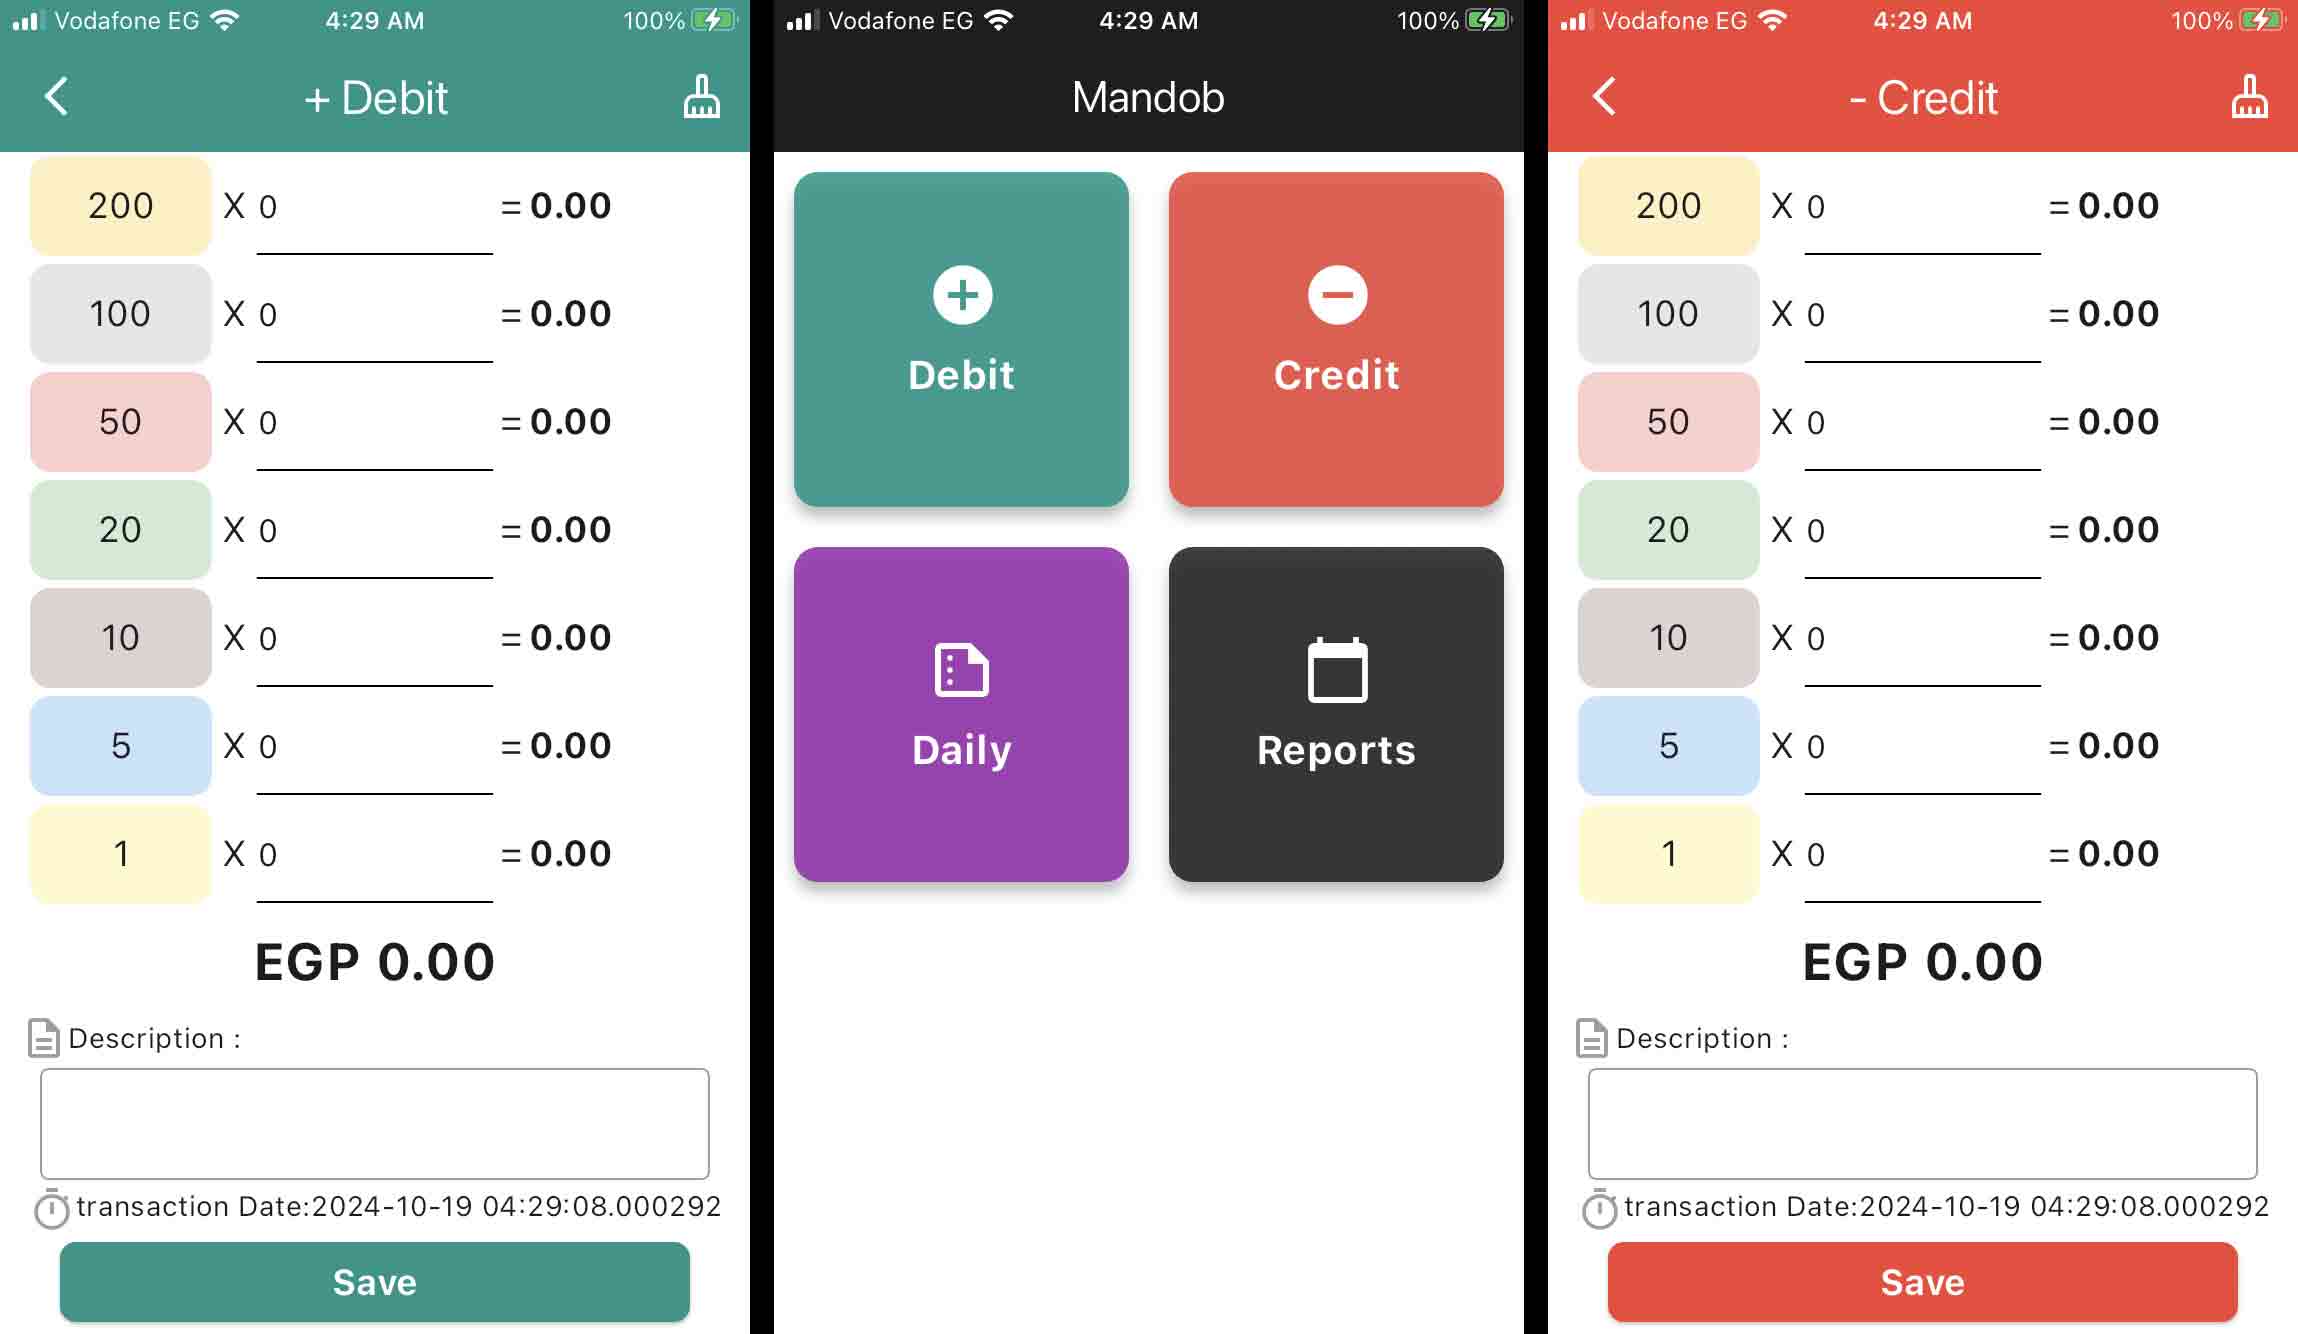 Vodafone EG 4:29 AM 100%
+ Debit
200 X 0 = 0.00
100 X 0 = 0.00
50 X 0 = 0.00
20 X 0 = 0.00
10 X 0 = 0.00
5 X 0 = 0.00
1 X 0 = 0.00
EGP 0.00
Description :
transaction Date:2024-10-19 04:29:08.000292
Save
Vodafone EG 4:29 AM 100%
Mandob
Debit
Credit
Daily
Reports
Vodafone EG 4:29 AM 100%
- Credit
200 X 0 = 0.00
100 X 0 = 0.00
50 X 0 = 0.00
20 X 0 = 0.00
10 X 0 = 0.00
5 X 0 = 0.00
1 X 0 = 0.00
EGP 0.00
Description :
transaction Date:2024-10-19 04:29:08.000292
Save